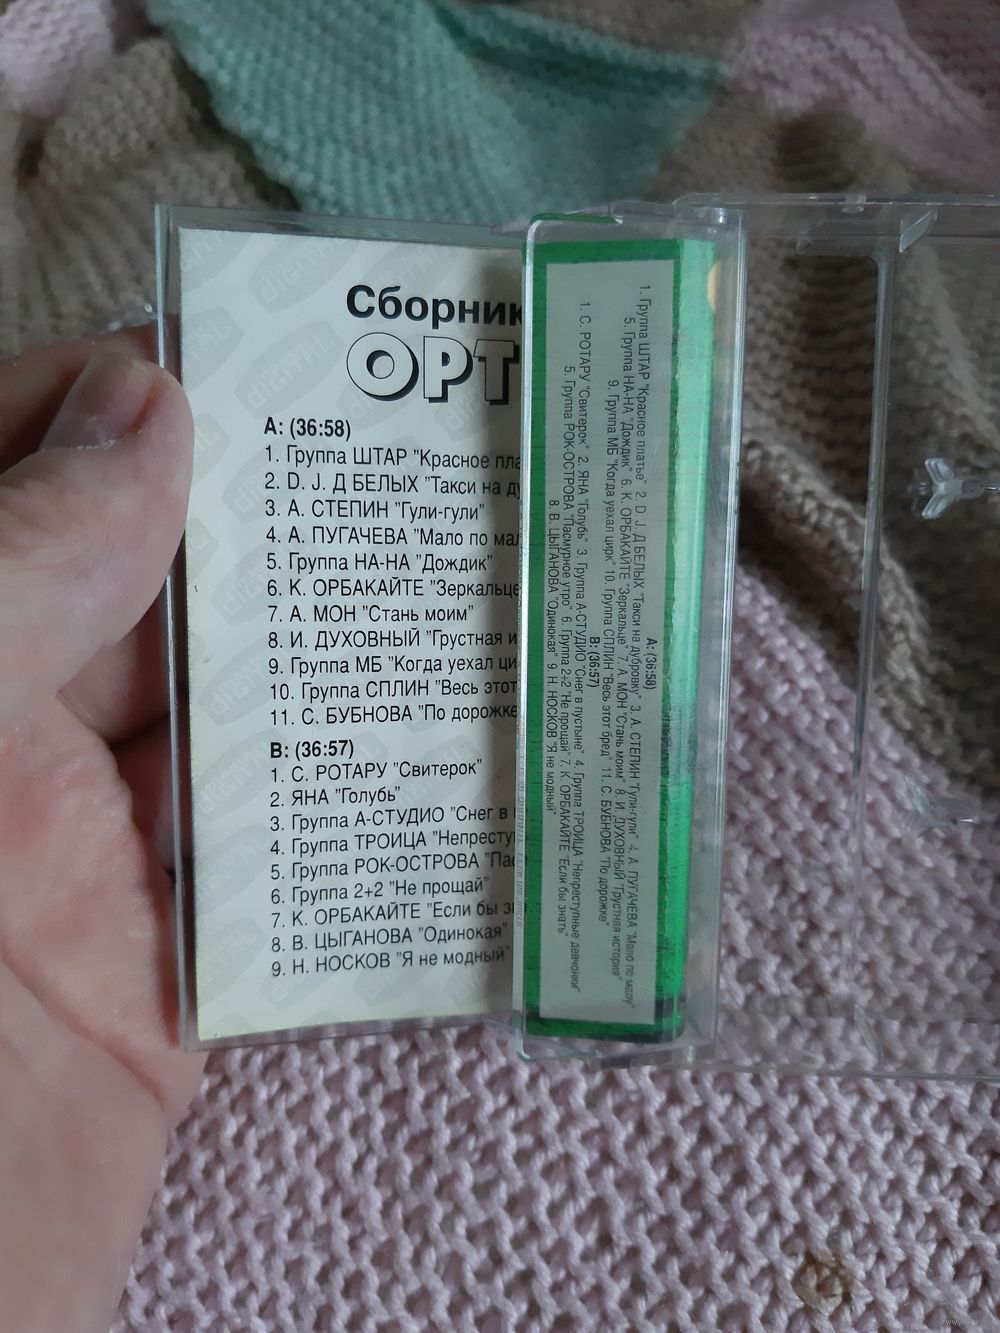 Сборник
ОРТ
A: (36:58)
1. Группа ШТАР "Красное пла
2. D. J. Д БЕЛЫХ "Такси на ду
3. А. СТЕПИН "Гули-гули"
4. А. ПУГАЧЕВА "Мало по мал
5. Группа НА-НА "Дождик"
6. К. ОРБАКАЙТЕ "Зеркальце
7. А. МОН "Стань моим"
8. И. ДУХОВНЫЙ "Грустная и
9. Группа МБ "Когда уехал ци
10. Группа СПЛИН "Весь этот
11. С. БУБНОВА "По дорожке
B: (36:57)
1. С. РОТАРУ "Свитерок"
2. ЯНА "Голубь"
3. Группа А-СТУДИО "Снег в
4. Группа ТРОИЦА "Непресту
5. Группа РОК-ОСТРОВА "Пас
6. Группа 2+2 "Не прощай"
7. К. ОРБАКАЙТЕ "Если бы з
8. В. ЦЫГАНОВА "Одинокая"
9. Н. НОСКОВ "Я не модный"
A: (36:58)
1. Группа ШТАР "Красное платье" 2. D. J. Д БЕЛЫХ "Такси на дубровку" 3. А. СТЕПИН "Гули-гули" 4. А. ПУГАЧЕВА "Мало по малу"
5. Группа НА-НА "Дождик" 6. К. ОРБАКАЙТЕ "Зеркальце" 7. А. МОН "Стань моим" 8. И. ДУХОВНЫЙ "Грустная история"
9. Группа МБ "Когда уехал цирк" 10. Группа СПЛИН "Весь этот бред" 11. С. БУБНОВА "По дорожке"
B: (36:57)
1. С. РОТАРУ "Свитерок" 2. ЯНА "Голубь" 3. Группа А-СТУДИО "Снег в пустыне" 4. Группа ТРОИЦА "Непреступные девчонки"
5. Группа РОК-ОСТРОВА "Пасмурное утро" 6. Группа 2+2 "Не прощай" 7. К. ОРБАКАЙТЕ "Если бы знать"
8. В. ЦЫГАНОВА "Одинокая" 9. Н. НОСКОВ "Я не модный"